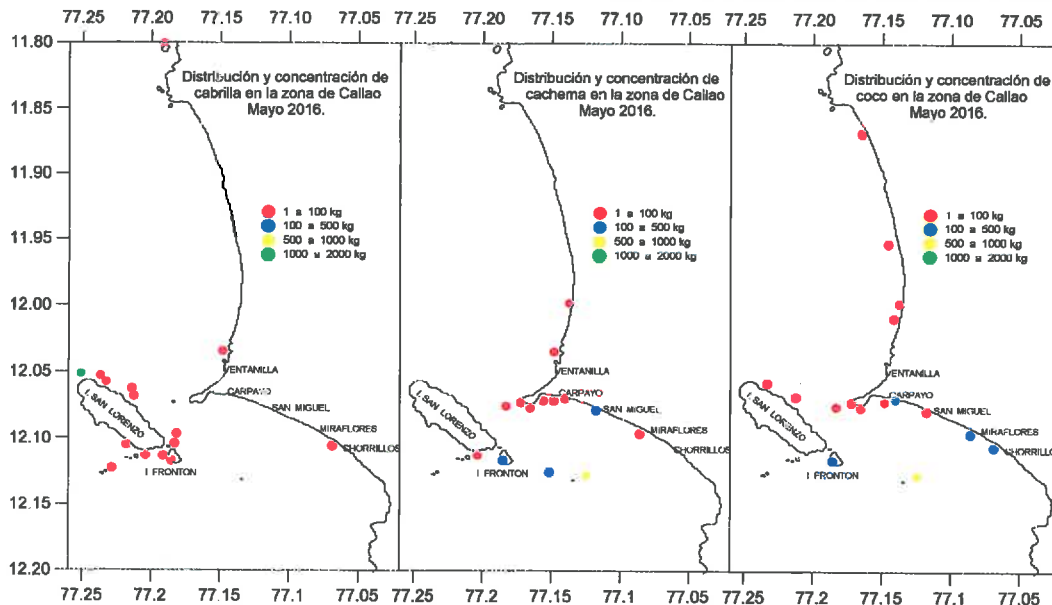 77.25 77.2 77.15 77.1 77.05 77.25 77.2 77.15 77.1 77.05 77.25 77.2 77.15 77.1 77.05
11.80
11.85
11.90
11.95
12.00
12.05
12.10
12.15
12.20
Distribución y concentración de
cabrilla en la zona de Callao
Mayo 2016.
1 a 100 kg
100 a 500 kg
500 a 1000 kg
1000 a 2000 kg
VENTANILLA
CARPAYO
SAN MIGUEL
MIRAFLORES
CHORRILLOS
I. SAN LORENZO
I FRONTON
Distribución y concentración de
cachema en la zona de Callao
Mayo 2016.
1 a 100 kg
100 a 500 kg
500 a 1000 kg
1000 a 2000 kg
ENTANILLA
CARPAYO
SAN MIGUEL
MIRAFLORES
CHORRILLOS
I. SAN LORENZO
I. FRONTON
Distribución y concentración de
coco en la zona de Callao
Mayo 2016.
1 a 100 kg
100 a 500 kg
500 a 1000 kg
1000 a 2000 kg
VENTANILLA
CARPAYO
SAN MIGUEL
MIRAFLORES
CHORRILLO
I. SAN LORENZO
I FRONTON
77.25 77.2 77.15 77.1 77.05 77.25 77.2 77.15 77.1 77.05 77.25 77.2 77.15 77.1 77.05